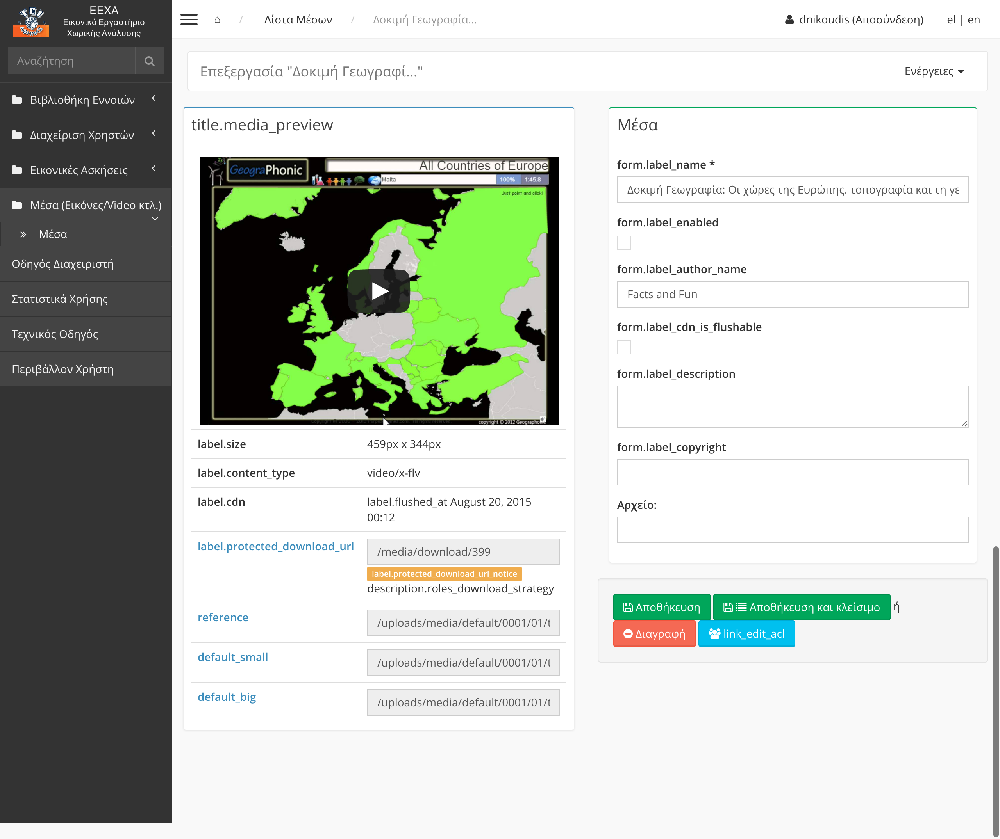 ΤΕΙ
ΑΘΗΝΑΣ
ΕΕΧΑ
Εικονικό Εργαστήριο
Χωρικής Ανάλυσης
/ Λίστα Μέσων / Δοκιμή Γεωγραφία...
dnikoudis (Αποσύνδεση) el | en
Αναζήτηση
Βιβλιοθήκη Εννοιών
Διαχείριση Χρηστών
Εικονικές Ασκήσεις
Μέσα (Εικόνες/Video κτλ.)
Μέσα
Οδηγός Διαχειριστή
Στατιστικά Χρήσης
Τεχνικός Οδηγός
Περιβάλλον Χρήστη
Επεξεργασία "Δοκιμή Γεωγραφί..."
Ενέργειες
title.media_preview
GeograPhonic
All Countries of Europe
Malta 100% 1:45.8
Just point and click!
copyright © 2012 Geographonic
label.size 459px x 344px
label.content_type video/x-flv
label.cdn label.flushed_at August 20, 2015
00:12
label.protected_download_url /media/download/399
label.protected_download_url_notice
description.roles_download_strategy
reference /uploads/media/default/0001/01/t
default_small /uploads/media/default/0001/01/t
default_big /uploads/media/default/0001/01/t
Μέσα
form.label_name *
Δοκιμή Γεωγραφία: Οι χώρες της Ευρώπης. τοπογραφία και τη γε
form.label_enabled
form.label_author_name
Facts and Fun
form.label_cdn_is_flushable
form.label_description
form.label_copyright
Αρχείο:
Αποθήκευση Αποθήκευση και κλείσιμο ή
Διαγραφή link_edit_acl